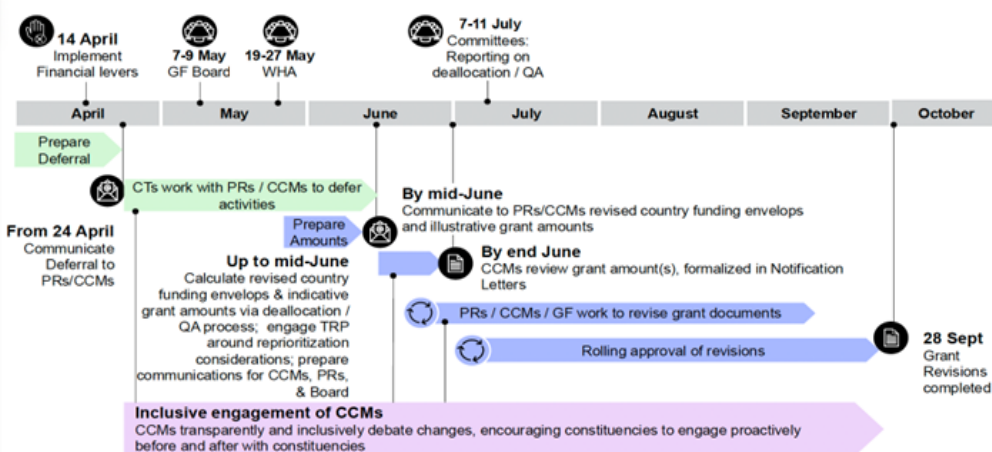 14 April
Implement
Financial levers
7-9 May
GF Board
19-27 May
WHA
7-11 July
Committees:
Reporting on
deallocation / QA
April
May
June
July
August
September
October
Prepare
Deferral
CTs work with PRs / CCMs to defer
activities
From 24 April
Communicate
Deferral to
PRs/CCMs
Prepare
Amounts
By mid-June
Communicate to PRs/CCMs revised country funding envelops
and illustrative grant amounts
Up to mid-June
Calculate revised country
funding envelops & indicative
grant amounts via deallocation /
QA process; engage TRP
around reprioritization
considerations; prepare
communications for CCMs, PRs,
& Board
By end June
CCMs review grant amount(s), formalized in Notification
Letters
PRs / CCMs / GF work to revise grant documents
Rolling approval of revisions
28 Sept
Grant
Revisions
completed
Inclusive engagement of CCMs
CCMs transparently and inclusively debate changes, encouraging constituencies to engage proactively
before and after with constituencies